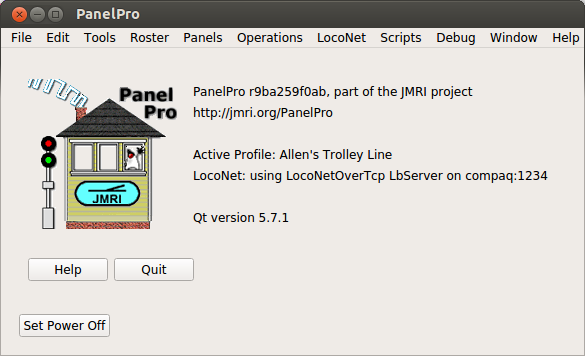 PanelPro
File Edit Tools Roster Panels Operations LocoNet Scripts Debug Window Help
Panel
Pro
JMRI
PanelPro r9ba259f0ab, part of the JMRI project
http://jmri.org/PanelPro
Active Profile: Allen's Trolley Line
LocoNet: using LocoNetOverTcp LbServer on compaq:1234
Qt version 5.7.1
Help Quit
Set Power Off